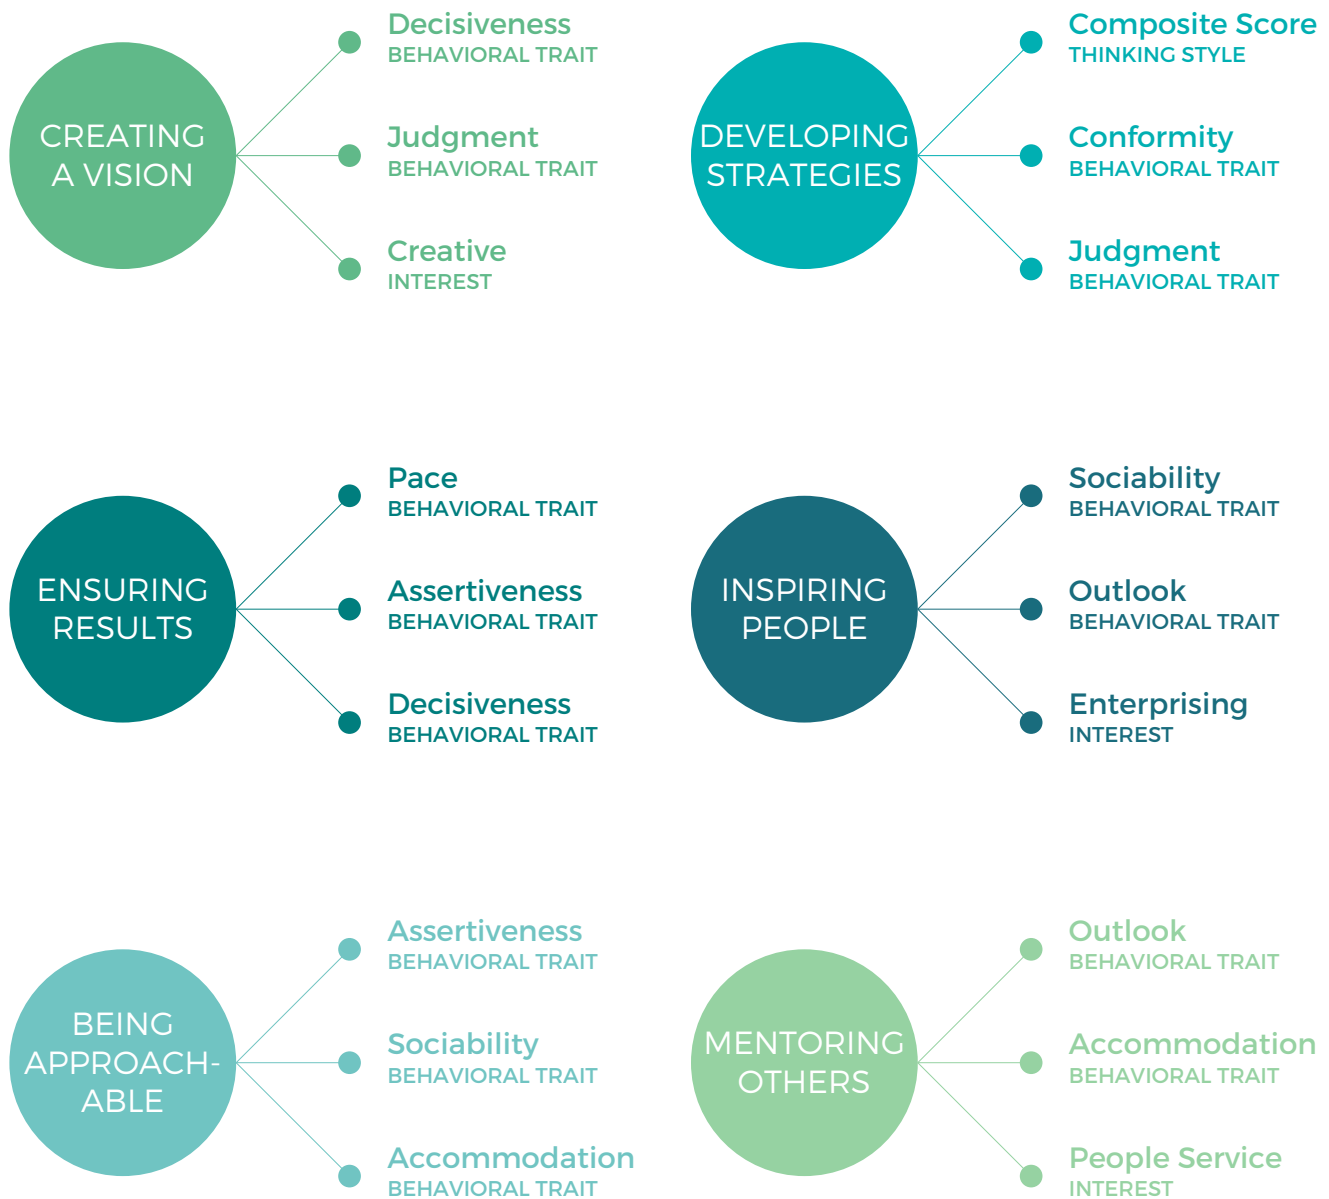 CREATING
A VISION
Decisiveness
BEHAVIORAL TRAIT
Judgment
BEHAVIORAL TRAIT
Creative
INTEREST
DEVELOPING
STRATEGIES
Composite Score
THINKING STYLE
Conformity
BEHAVIORAL TRAIT
Judgment
BEHAVIORAL TRAIT
ENSURING
RESULTS
Pace
BEHAVIORAL TRAIT
Assertiveness
BEHAVIORAL TRAIT
Decisiveness
BEHAVIORAL TRAIT
INSPIRING
PEOPLE
Sociability
BEHAVIORAL TRAIT
Outlook
BEHAVIORAL TRAIT
Enterprising
INTEREST
BEING
APPROACH-
ABLE
Assertiveness
BEHAVIORAL TRAIT
Sociability
BEHAVIORAL TRAIT
Accommodation
BEHAVIORAL TRAIT
MENTORING
OTHERS
Outlook
BEHAVIORAL TRAIT
Accommodation
BEHAVIORAL TRAIT
People Service
INTEREST